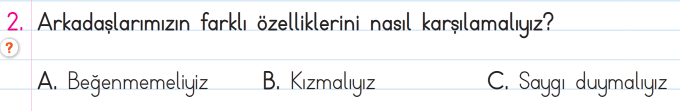 2. Arkadaşlarımızın farklı özelliklerini nasıl karşılamalıyız?
?
A. Beğenmemeliyiz B. Kızmalıyız C. Saygı duymalıyız